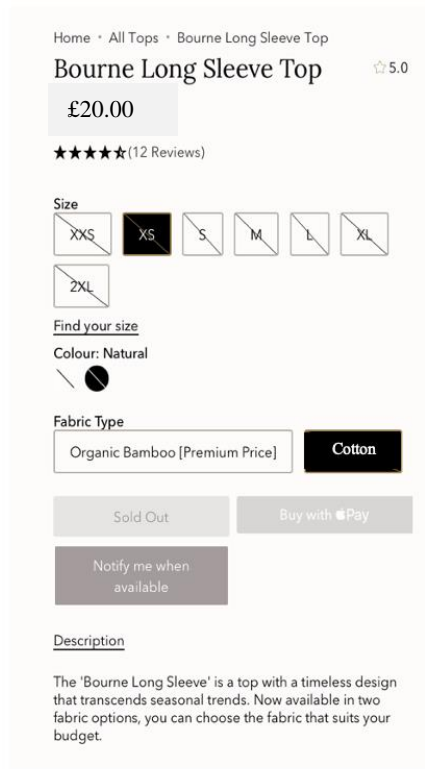 Home • All Tops • Bourne Long Sleeve Top
Bourne Long Sleeve Top ☆ 5.0
£20.00
★★★★⯪(12 Reviews)
Size
XXS XS S M L XL
2XL
Find your size
Colour: Natural
Fabric Type
Organic Bamboo [Premium Price] Cotton
Sold Out Buy with Pay
Notify me when
available
Description
The 'Bourne Long Sleeve' is a top with a timeless design
that transcends seasonal trends. Now available in two
fabric options, you can choose the fabric that suits your
budget.